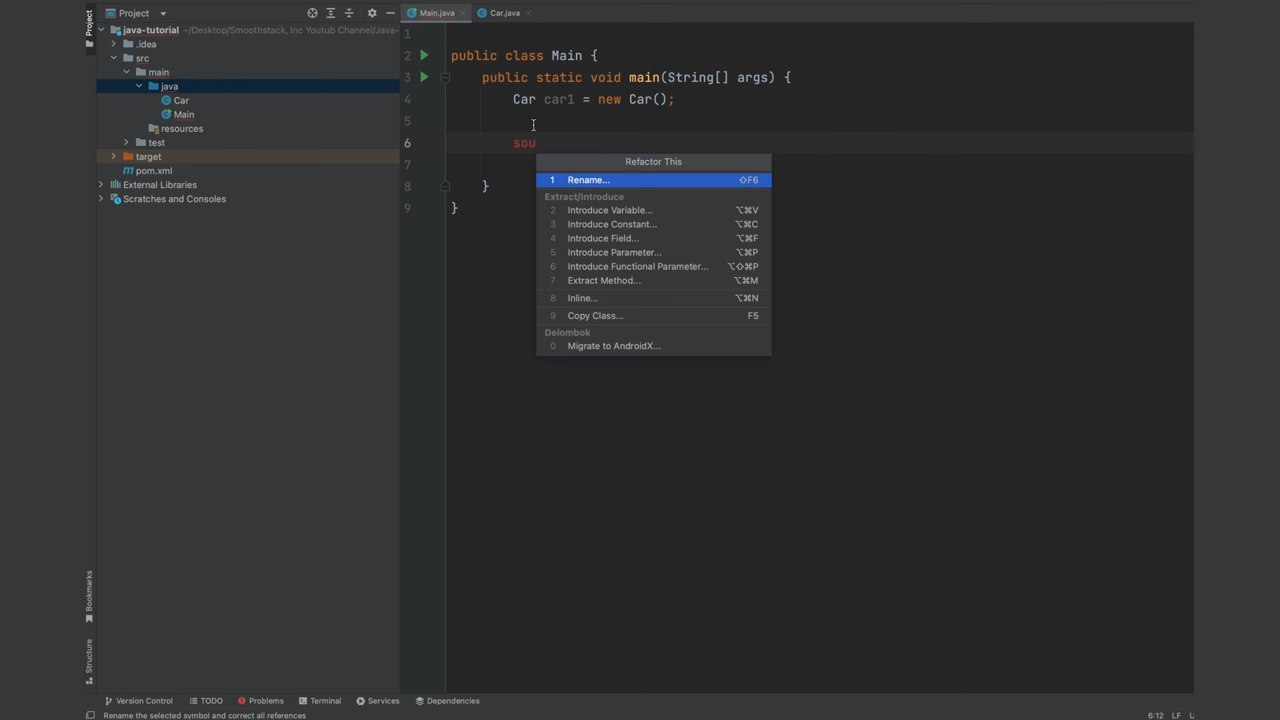 Project
Main.java
Car.java
Project
java-tutorial ~/Desktop/Smoothstack, Inc Youtub Channel/Java-
.idea
src
main
java
Car
Main
resources
test
target
pom.xml
External Libraries
Scratches and Consoles
1
2 public class Main {
3 public static void main(String[] args) {
4 Car car1 = new Car();
5
6 sou
7
8 }
9 }
Refactor This
1 Rename... ⇧F6
Extract/Introduce
2 Introduce Variable... ⌥⌘V
3 Introduce Constant... ⌥⌘C
4 Introduce Field... ⌥⌘F
5 Introduce Parameter... ⌥⌘P
6 Introduce Functional Parameter... ⌥⇧⌘P
7 Extract Method... ⌥⌘M
8 Inline... ⌥⌘N
9 Copy Class... F5
Delombok
0 Migrate to AndroidX...
Bookmarks
Structure
Version Control TODO Problems Terminal Services Dependencies
Rename the selected symbol and correct all references 6:12 LF U